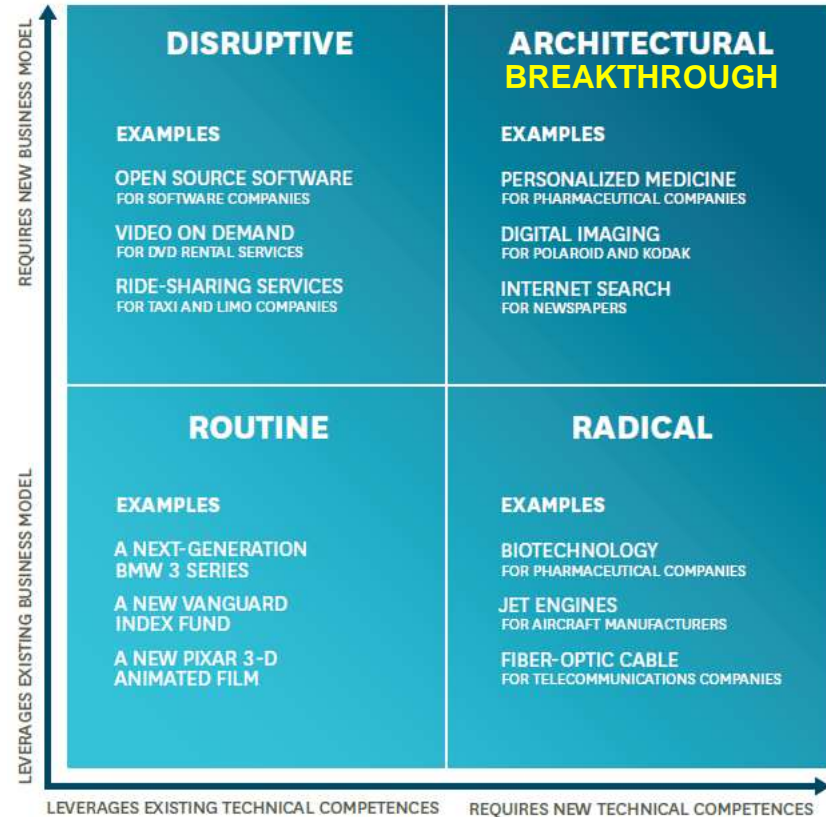 REQUIRES NEW BUSINESS MODEL
LEVERAGES EXISTING BUSINESS MODEL
DISRUPTIVE
EXAMPLES
OPEN SOURCE SOFTWARE
FOR SOFTWARE COMPANIES
VIDEO ON DEMAND
FOR DVD RENTAL SERVICES
RIDE-SHARING SERVICES
FOR TAXI AND LIMO COMPANIES
ARCHITECTURAL
BREAKTHROUGH
EXAMPLES
PERSONALIZED MEDICINE
FOR PHARMACEUTICAL COMPANIES
DIGITAL IMAGING
FOR POLAROID AND KODAK
INTERNET SEARCH
FOR NEWSPAPERS
ROUTINE
EXAMPLES
A NEXT-GENERATION
BMW 3 SERIES
A NEW VANGUARD
INDEX FUND
A NEW PIXAR 3-D
ANIMATED FILM
RADICAL
EXAMPLES
BIOTECHNOLOGY
FOR PHARMACEUTICAL COMPANIES
JET ENGINES
FOR AIRCRAFT MANUFACTURERS
FIBER-OPTIC CABLE
FOR TELECOMMUNICATIONS COMPANIES
LEVERAGES EXISTING TECHNICAL COMPETENCES
REQUIRES NEW TECHNICAL COMPETENCES